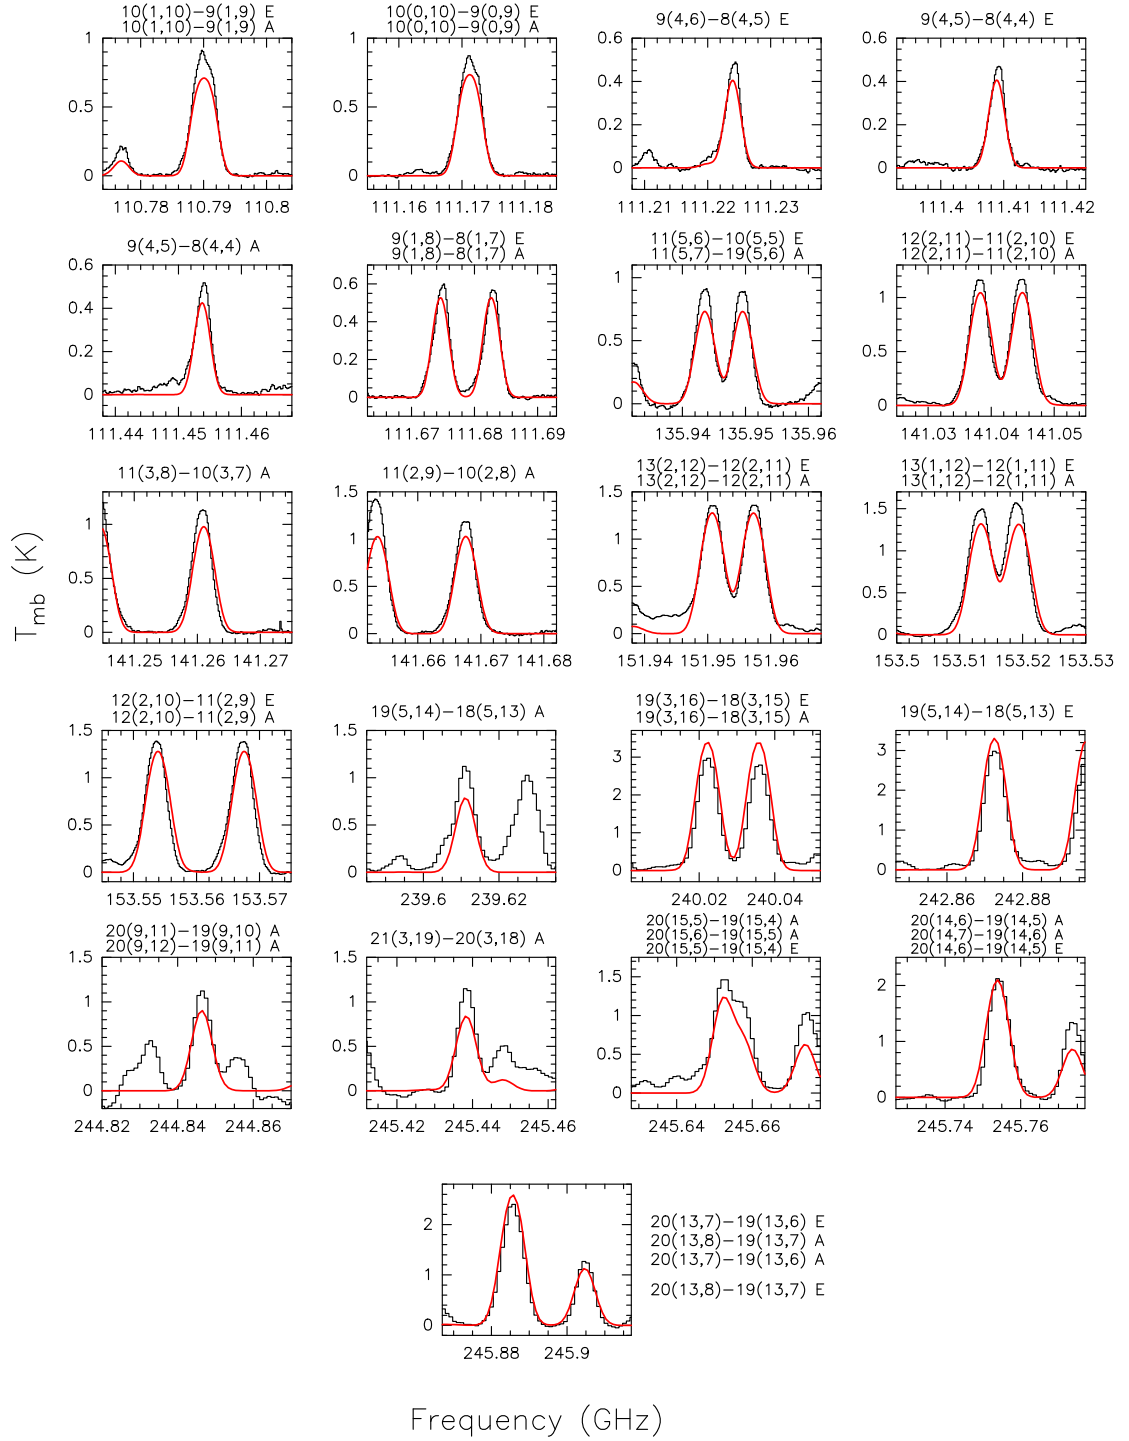 10(1,10)−9(1,9) E
10(1,10)−9(1,9) A
10(0,10)−9(0,9) E
10(0,10)−9(0,9) A
9(4,6)−8(4,5) E
9(4,5)−8(4,4) E
1
0.5
0
110.78 110.79 110.8
1
0.5
0
111.16 111.17 111.18
0.6
0.4
0.2
0
111.21 111.22 111.23
0.6
0.4
0.2
0
111.4 111.41 111.42
9(4,5)−8(4,4) A
9(1,8)−8(1,7) E
9(1,8)−8(1,7) A
11(5,6)−10(5,5) E
11(5,7)−19(5,6) A
12(2,11)−11(2,10) E
12(2,11)−11(2,10) A
0.6
0.4
0.2
0
111.44 111.45 111.46
0.6
0.4
0.2
0
111.67 111.68 111.69
1
0.5
0
135.94 135.95 135.96
1
0.5
0
141.03 141.04 141.05
11(3,8)−10(3,7) A
11(2,9)−10(2,8) A
13(2,12)−12(2,11) E
13(2,12)−12(2,11) A
13(1,12)−12(1,11) E
13(1,12)−12(1,11) A
1
0.5
0
141.25 141.26 141.27
1.5
1
0.5
0
141.66 141.67 141.68
1.5
1
0.5
0
151.94 151.95 151.96
1.5
1
0.5
0
153.5 153.51 153.52 153.53
T mb (K)
12(2,10)−11(2,9) E
12(2,10)−11(2,9) A
19(5,14)−18(5,13) A
19(3,16)−18(3,15) E
19(3,16)−18(3,15) A
19(5,14)−18(5,13) E
1.5
1
0.5
0
153.55 153.56 153.57
1.5
1
0.5
0
239.6 239.62
3
2
1
0
240.02 240.04
3
2
1
0
242.86 242.88
20(9,11)−19(9,10) A
20(9,12)−19(9,11) A
21(3,19)−20(3,18) A
20(15,5)−19(15,4) A
20(15,6)−19(15,5) A
20(15,5)−19(15,4) E
20(14,6)−19(14,5) A
20(14,7)−19(14,6) A
20(14,6)−19(14,5) E
1.5
1
0.5
0
244.82 244.84 244.86
1.5
1
0.5
0
245.42 245.44 245.46
1.5
1
0.5
0
245.64 245.66
2
1
0
245.74 245.76
2
1
0
245.88 245.9
20(13,7)−19(13,6) E
20(13,8)−19(13,7) A
20(13,7)−19(13,6) A
20(13,8)−19(13,7) E
Frequency (GHz)